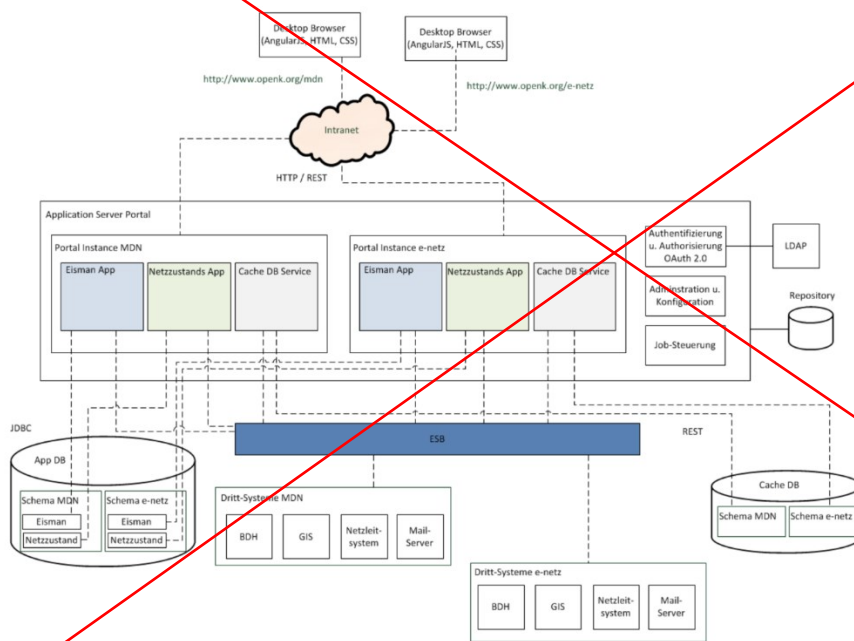 Desktop Browser
(AngularJS, HTML, CSS)
Desktop Browser
(AngularJS, HTML, CSS)
http://www.openk.org/mdn
http://www.openk.org/e-netz
Intranet
HTTP / REST
Application Server Portal
Portal Instance MDN
Eisman App
Netzzustands App
Cache DB Service
Portal Instance e-netz
Eisman App
Netzzustands App
Cache DB Service
Authentifizierung
u. Authorisierung
OAuth 2.0
LDAP
Adminstration u.
Konfiguration
Repository
Job-Steuerung
JDBC
ESB
REST
App DB
Schema MDN
Eisman
Netzzustand
Schema e-netz
Eisman
Netzzustand
Cache DB
Schema MDN
Schema e-netz
Dritt-Systeme MDN
BDH
GIS
Netzleit-
system
Mail-
Server
Dritt-Systeme e-netz
BDH
GIS
Netzleit-
system
Mail-
Server